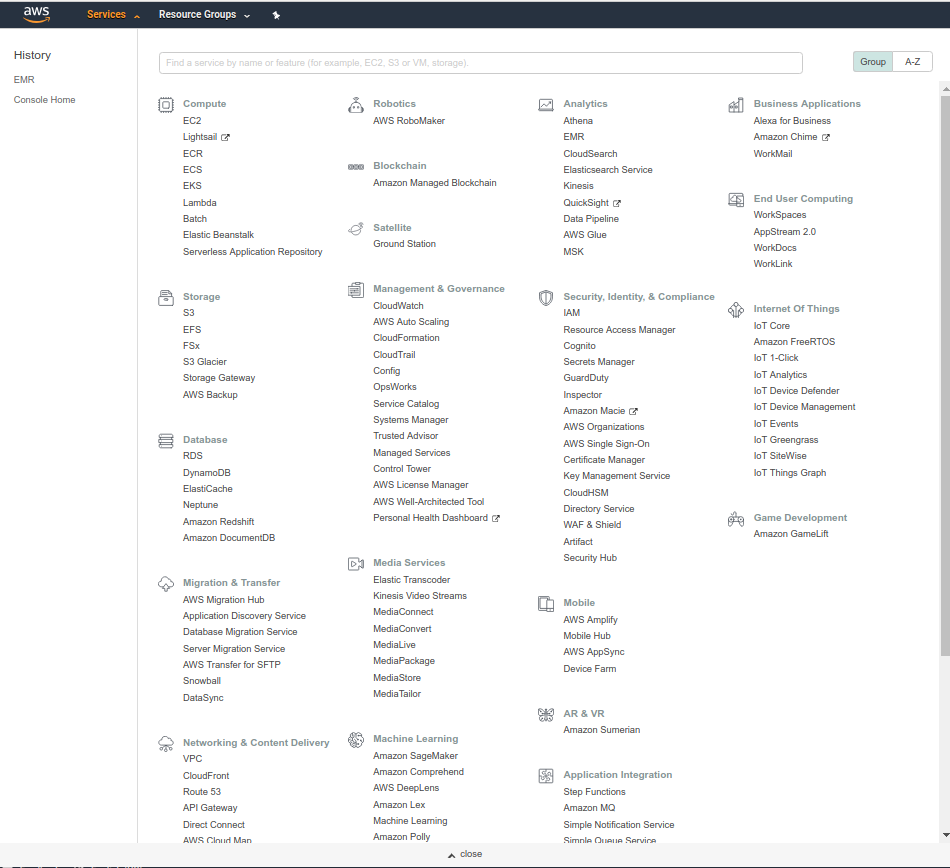 aws
Services
Resource Groups
History
EMR
Console Home
Find a service by name or feature (for example, EC2, S3 or VM, storage).
Group
A-Z
Compute
EC2
Lightsail
ECR
ECS
EKS
Lambda
Batch
Elastic Beanstalk
Serverless Application Repository
Storage
S3
EFS
FSx
S3 Glacier
Storage Gateway
AWS Backup
Database
RDS
DynamoDB
ElastiCache
Neptune
Amazon Redshift
Amazon DocumentDB
Migration & Transfer
AWS Migration Hub
Application Discovery Service
Database Migration Service
Server Migration Service
AWS Transfer for SFTP
Snowball
DataSync
Networking & Content Delivery
VPC
CloudFront
Route 53
API Gateway
Direct Connect
AWS Cloud Map
Robotics
AWS RoboMaker
Blockchain
Amazon Managed Blockchain
Satellite
Ground Station
Management & Governance
CloudWatch
AWS Auto Scaling
CloudFormation
CloudTrail
Config
OpsWorks
Service Catalog
Systems Manager
Trusted Advisor
Managed Services
Control Tower
AWS License Manager
AWS Well-Architected Tool
Personal Health Dashboard
Media Services
Elastic Transcoder
Kinesis Video Streams
MediaConnect
MediaConvert
MediaLive
MediaPackage
MediaStore
MediaTailor
Machine Learning
Amazon SageMaker
Amazon Comprehend
AWS DeepLens
Amazon Lex
Machine Learning
Amazon Polly
Analytics
Athena
EMR
CloudSearch
Elasticsearch Service
Kinesis
QuickSight
Data Pipeline
AWS Glue
MSK
Security, Identity, & Compliance
IAM
Resource Access Manager
Cognito
Secrets Manager
GuardDuty
Inspector
Amazon Macie
AWS Organizations
AWS Single Sign-On
Certificate Manager
Key Management Service
CloudHSM
Directory Service
WAF & Shield
Artifact
Security Hub
Mobile
AWS Amplify
Mobile Hub
AWS AppSync
Device Farm
AR & VR
Amazon Sumerian
Application Integration
Step Functions
Amazon MQ
Simple Notification Service
Simple Queue Service
Business Applications
Alexa for Business
Amazon Chime
WorkMail
End User Computing
WorkSpaces
AppStream 2.0
WorkDocs
WorkLink
Internet Of Things
IoT Core
Amazon FreeRTOS
IoT 1-Click
IoT Analytics
IoT Device Defender
IoT Device Management
IoT Events
IoT Greengrass
IoT SiteWise
IoT Things Graph
Game Development
Amazon GameLift
close